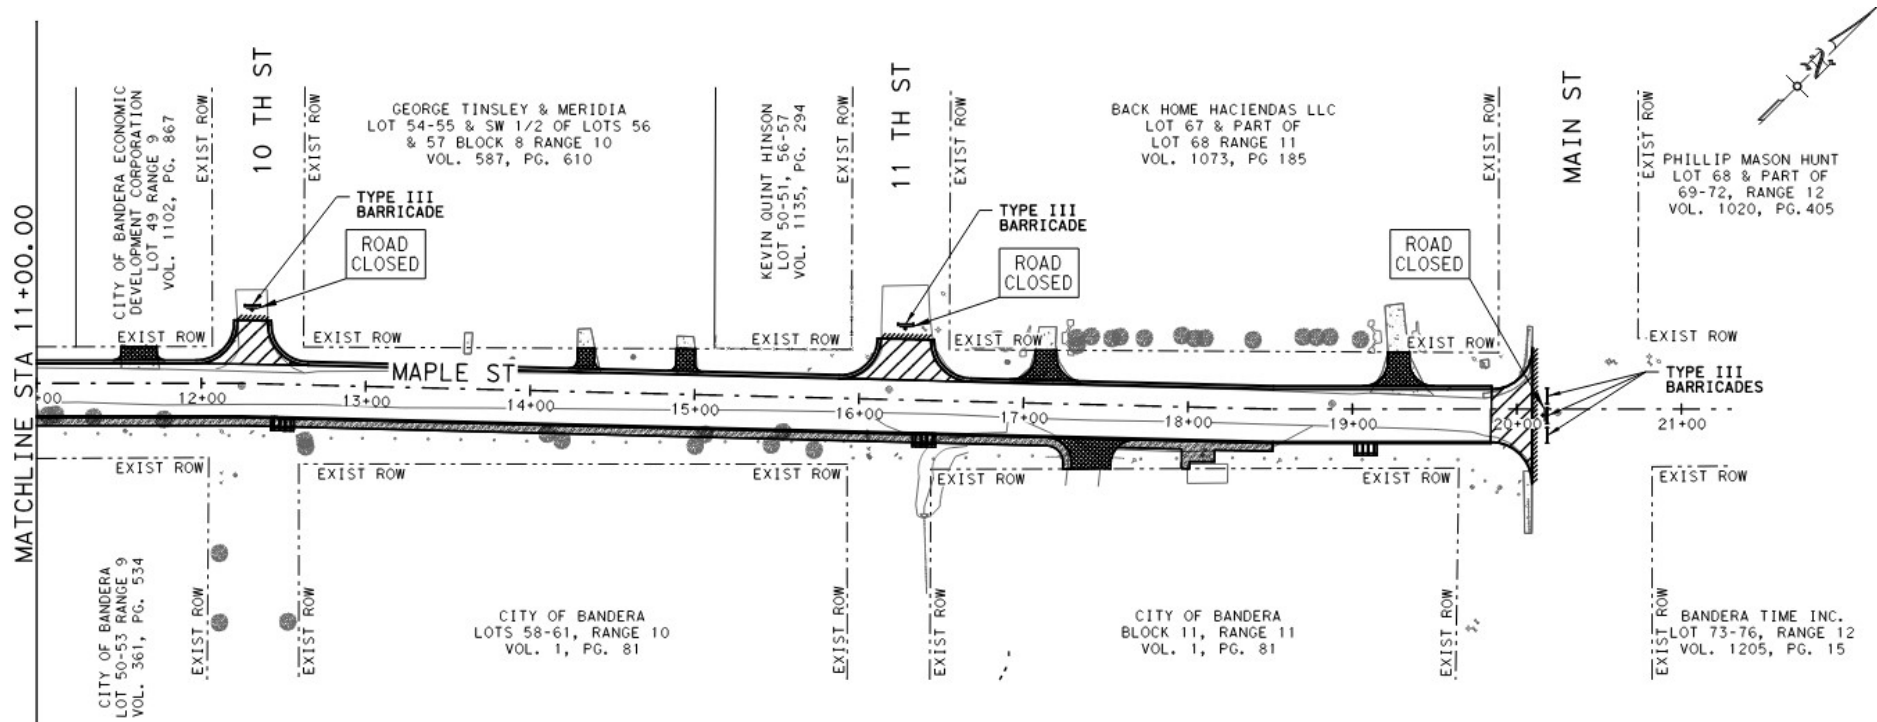 MATCHLINE STA 11+00.00
CITY OF BANDERA ECONOMIC
DEVELOPMENT CORPORATION
LOT 49 RANGE 9
VOL. 1102, PG. 867
EXIST ROW
10 TH ST
EXIST ROW
GEORGE TINSLEY & MERIDIA
LOT 54-55 & SW 1/2 OF LOTS 56
& 57 BLOCK 8 RANGE 10
VOL. 587, PG. 610
TYPE III
BARRICADE
ROAD
CLOSED
KEVIN QUINT HINSON
LOT 50-51, 56-57
VOL. 1135, PG. 294
EXIST ROW
11 TH ST
EXIST ROW
BACK HOME HACIENDAS LLC
LOT 67 & PART OF
LOT 68 RANGE 11
VOL. 1073, PG 185
TYPE III
BARRICADE
ROAD
CLOSED
ROAD
CLOSED
EXIST ROW
MAIN ST
EXIST ROW
N
PHILLIP MASON HUNT
LOT 68 & PART OF
69-72, RANGE 12
VOL. 1020, PG.405
EXIST ROW
EXIST ROW
EXIST ROW
EXIST ROW
EXIST ROW
EXIST ROW
MAPLE ST
TYPE III
BARRICADES
+00
12+00
13+00
14+00
15+00
16+00
17+00
18+00
19+00
20+00
21+00
EXIST ROW
EXIST ROW
EXIST ROW
EXIST ROW
EXIST ROW
EXIST ROW
CITY OF BANDERA
LOT 50-53 RANGE 9
VOL. 361, PG. 534
EXIST ROW
EXIST ROW
CITY OF BANDERA
LOTS 58-61, RANGE 10
VOL. 1, PG. 81
EXIST ROW
EXIST ROW
CITY OF BANDERA
BLOCK 11, RANGE 11
VOL. 1, PG. 81
EXIST ROW
EXIST ROW
BANDERA TIME INC.
LOT 73-76, RANGE 12
VOL. 1205, PG. 15